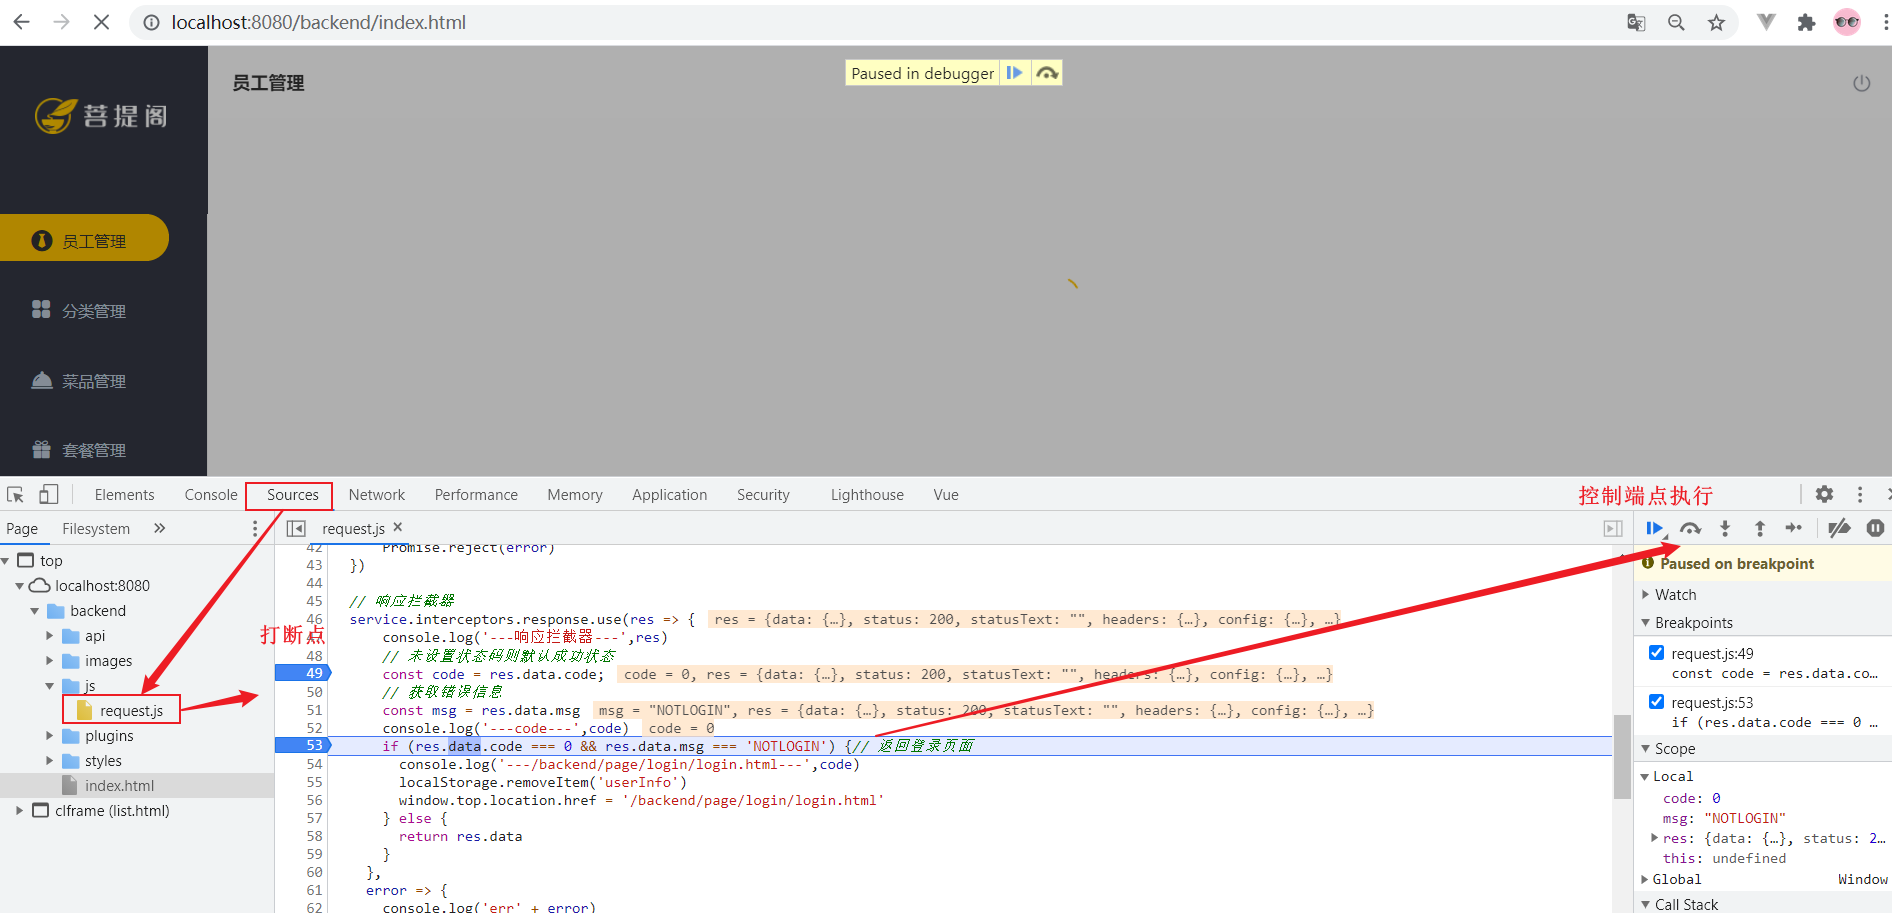 localhost:8080/backend/index.html
菩提阁
员工管理
Paused in debugger
员工管理
分类管理
菜品管理
套餐管理
Elements Console Sources Network Performance Memory Application Security Lighthouse Vue
控制端点执行
Page Filesystem »
request.js ×
top
localhost:8080
backend
api
images
js
request.js
plugins
styles
index.html
clframe (list.html)
打断点
42 Promise.reject(error)
43 })
44
45 // 响应拦截器
46 service.interceptors.response.use(res => { res = {data: {…}, status: 200, statusText: "", headers: {…}, config: {…}, …}
console.log('---响应拦截器---',res)
48 // 未设置状态码则默认成功状态
49 const code = res.data.code; code = 0, res = {data: {…}, status: 200, statusText: "", headers: {…}, config: {…}, …}
50 // 获取错误信息
51 const msg = res.data.msg msg = "NOTLOGIN", res = {data: {…}, status: 200, statusText: "", headers: {…}, config: {…}, …}
52 console.log('---code---',code) code = 0
53 if (res.data.code === 0 && res.data.msg === 'NOTLOGIN') {// 返回登录页面
54 console.log('---/backend/page/login/login.html---',code)
55 localStorage.removeItem('userInfo')
56 window.top.location.href = '/backend/page/login/login.html'
57 } else {
58 return res.data
59 }
60 },
61 error => {
62 console.log('err' + error)
Paused on breakpoint
Watch
Breakpoints
request.js:49
const code = res.data.co…
request.js:53
if (res.data.code === 0 …
Scope
Local
code: 0
msg: "NOTLOGIN"
res: {data: {…}, status: 2…
this: undefined
Global Window
Call Stack